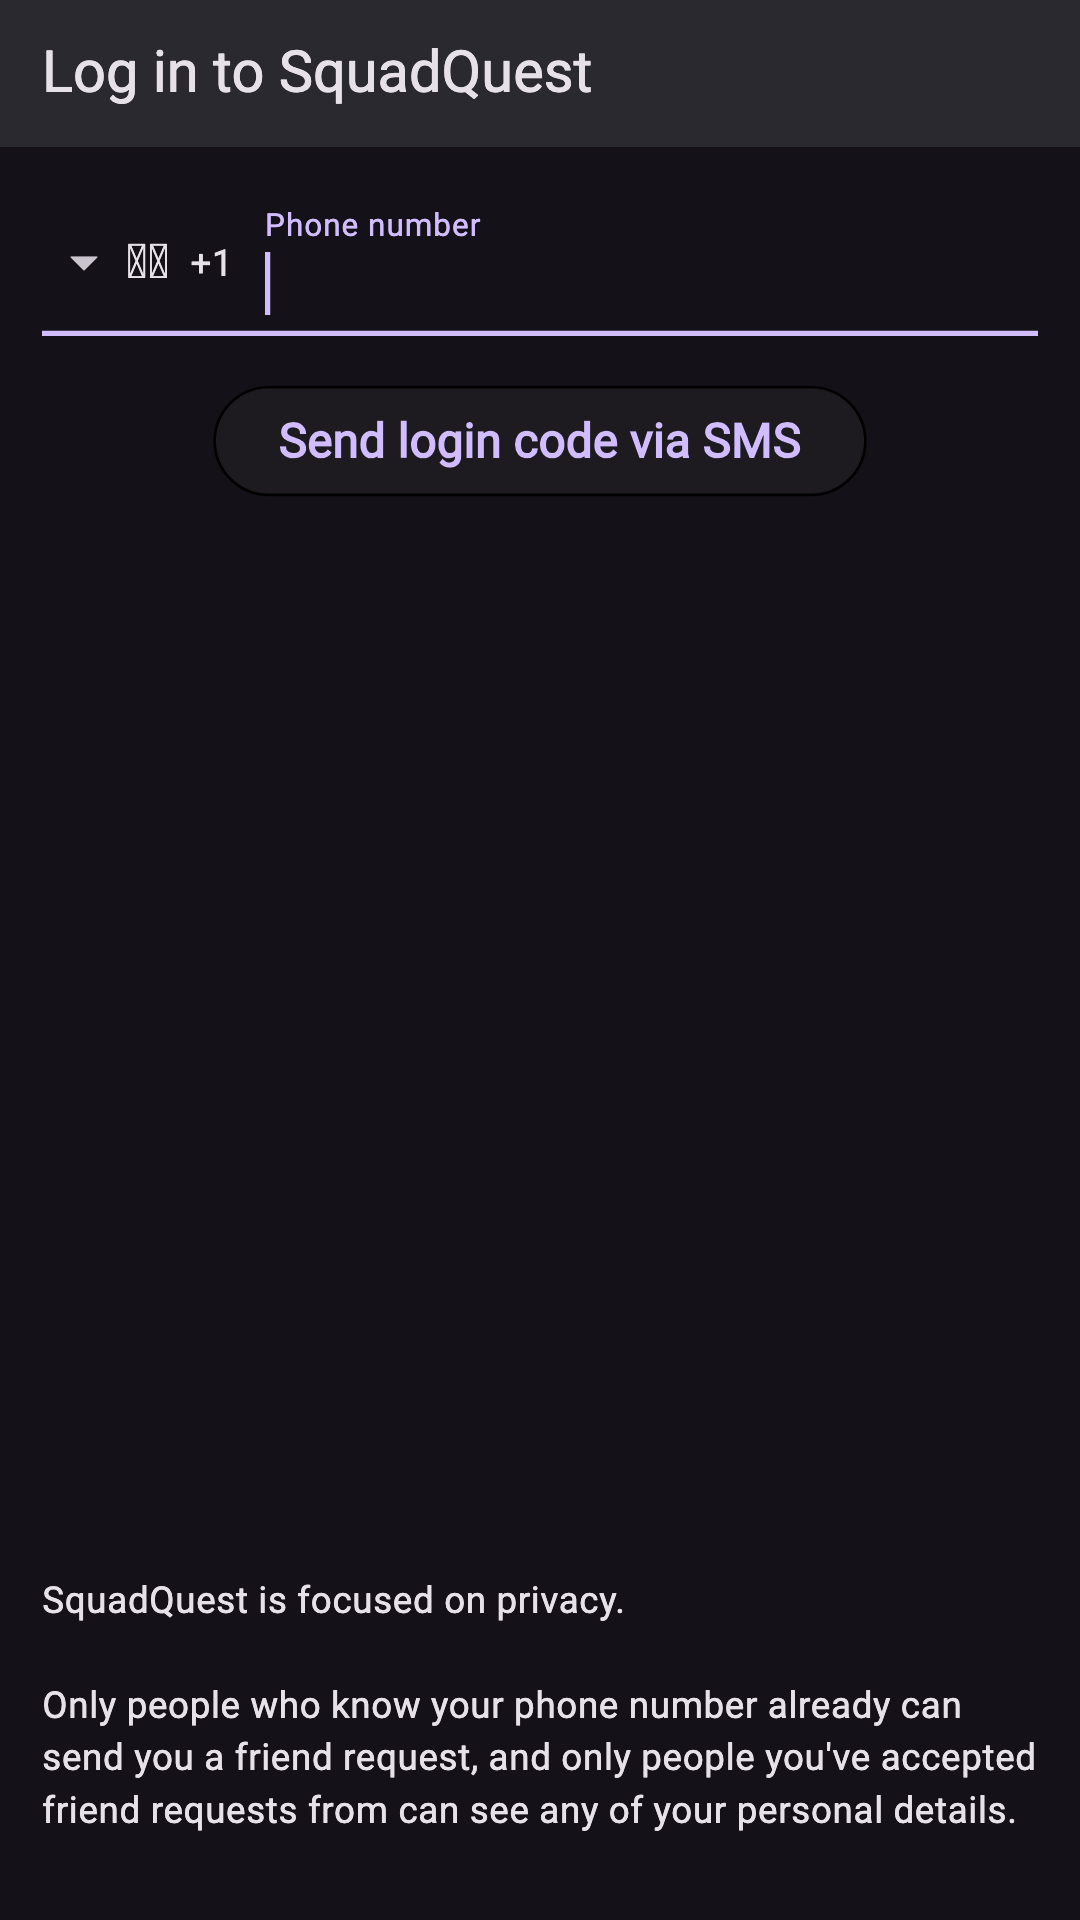 Log in to SquadQuest
Phone number
+1
Send login code via SMS
SquadQuest is focused on privacy.
Only people who know your phone number already can
send you a friend request, and only people you've accepted
friend requests from can see any of your personal details.